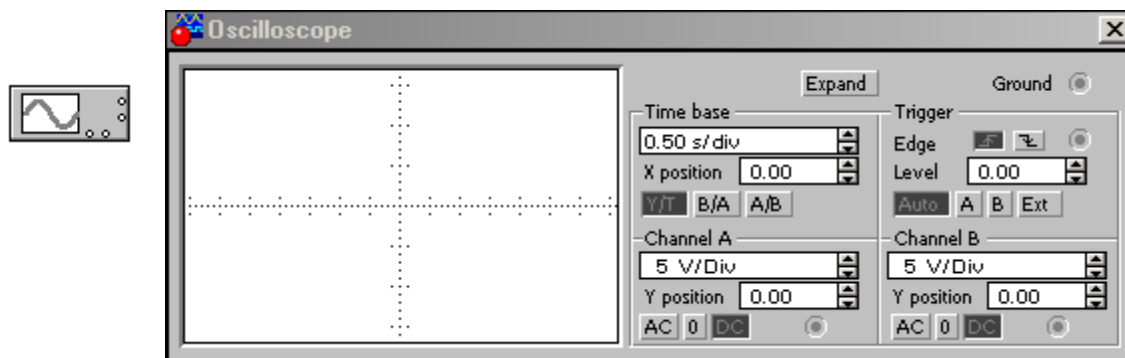 Oscilloscope
Expand Ground
Time base
0.50 s/div
X position 0.00
Y/T B/A A/B
Trigger
Edge
Level 0.00
Auto A B Ext
Channel A
5 V/Div
Y position 0.00
AC 0 DC
Channel B
5 V/Div
Y position 0.00
AC 0 DC